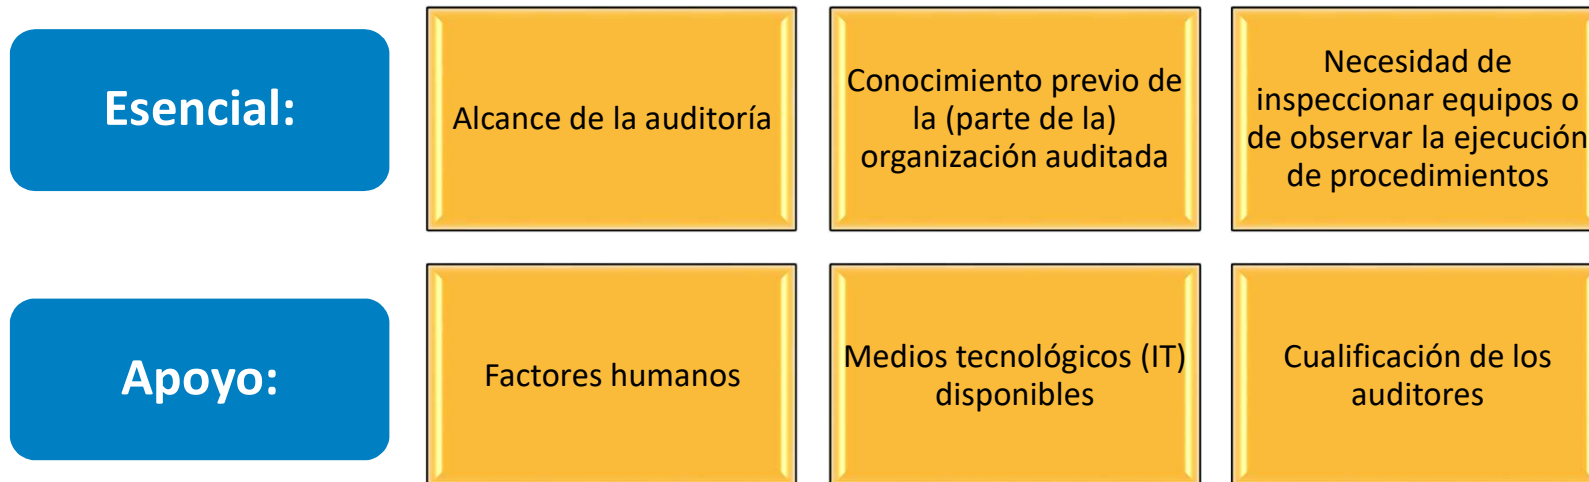 Esencial:
Alcance de la auditoría
Conocimiento previo de
la (parte de la)
organización auditada
Necesidad de
inspeccionar equipos o
de observar la ejecución
de procedimientos
Apoyo:
Factores humanos
Medios tecnológicos (IT)
disponibles
Cualificación de los
auditores